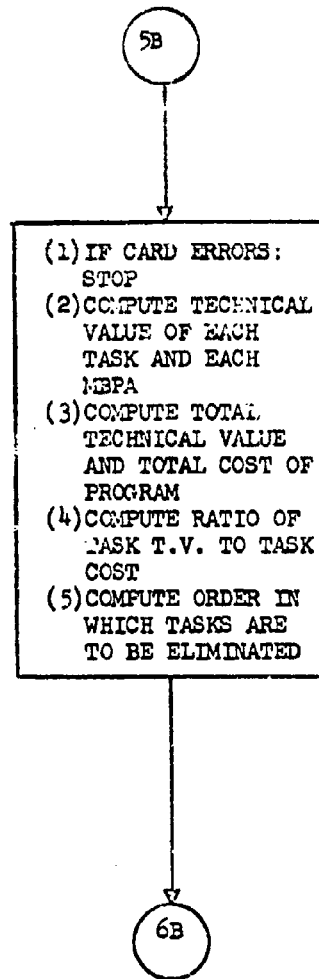 5B
(1) IF CARD ERRORS:
STOP
(2) COMPUTE TECHNICAL
VALUE OF EACH
TASK AND EACH
MBPA
(3) COMPUTE TOTAL
TECHNICAL VALUE
AND TOTAL COST OF
PROGRAM
(4) COMPUTE RATIO OF
TASK T.V. TO TASK
COST
(5) COMPUTE ORDER IN
WHICH TASKS ARE
TO BE ELIMINATED
6B